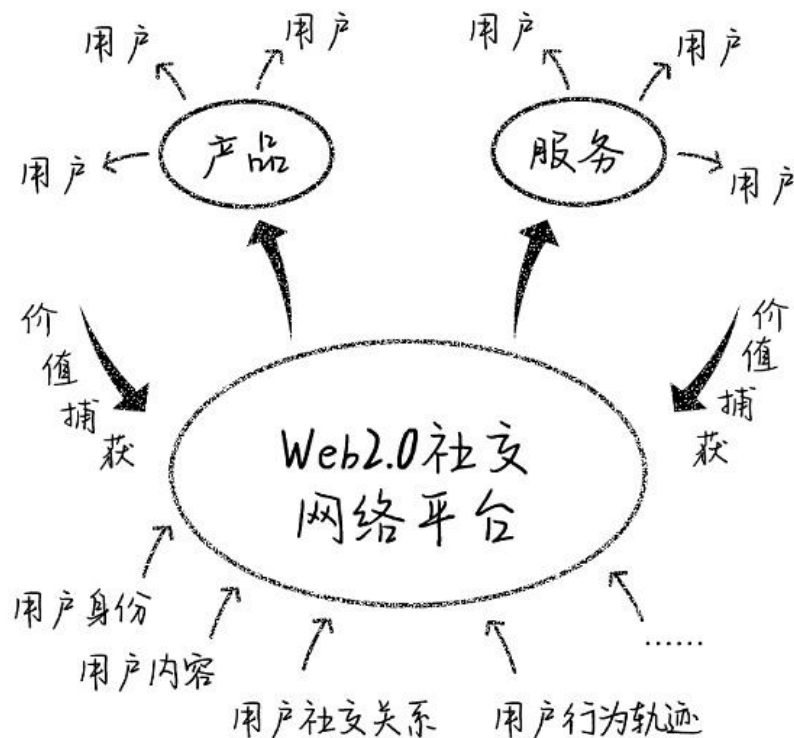 用户
用户
用户
用户
产品
服务
用户
用户
价值捕获
价值捕获
Web2.0社交
网络平台
用户身份
用户内容
用户社交关系
用户行为轨迹
......